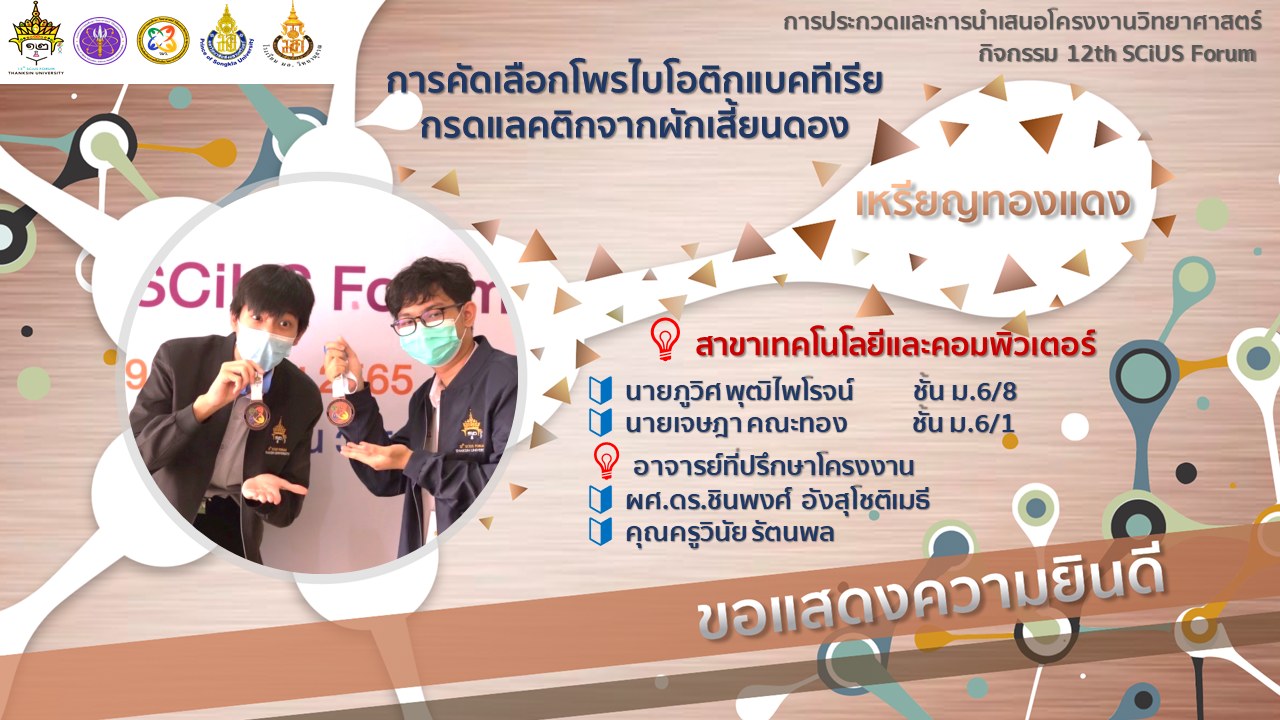 THAKSIN UNIVERSITY
Prince of Songkla University
การประกวดและการนำเสนอโครงงานวิทยาศาสตร์
กิจกรรม 12th SCiUS Forum
การคัดเลือกโพรไบโอติกแบคทีเรีย
กรดแลคติกจากผักเสี้ยนดอง
เหรียญทองแดง
SCiUS Forum
2565
สาขาเทคโนโลยีและคอมพิวเตอร์
นายภูวิศ พุฒิไพโรจน์ ชั้น ม.6/8
นายเจษฎา คณะทอง ชั้น ม.6/1
อาจารย์ที่ปรึกษาโครงงาน
ผศ.ดร.ชินพงศ์ อังสุโชติเมธี
คุณครูวินัย รัตนพล
ขอแสดงความยินดี